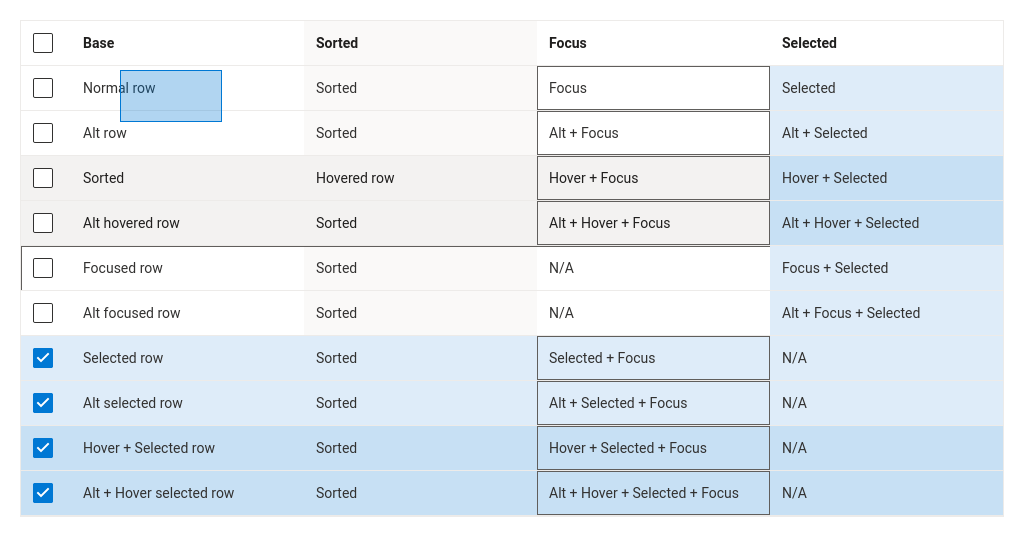 Base Sorted Focus Selected
Normal row Sorted Focus Selected
Alt row Sorted Alt + Focus Alt + Selected
Sorted Hovered row Hover + Focus Hover + Selected
Alt hovered row Sorted Alt + Hover + Focus Alt + Hover + Selected
Focused row Sorted N/A Focus + Selected
Alt focused row Sorted N/A Alt + Focus + Selected
Selected row Sorted Selected + Focus N/A
Alt selected row Sorted Alt + Selected + Focus N/A
Hover + Selected row Sorted Hover + Selected + Focus N/A
Alt + Hover selected row Sorted Alt + Hover + Selected + Focus N/A